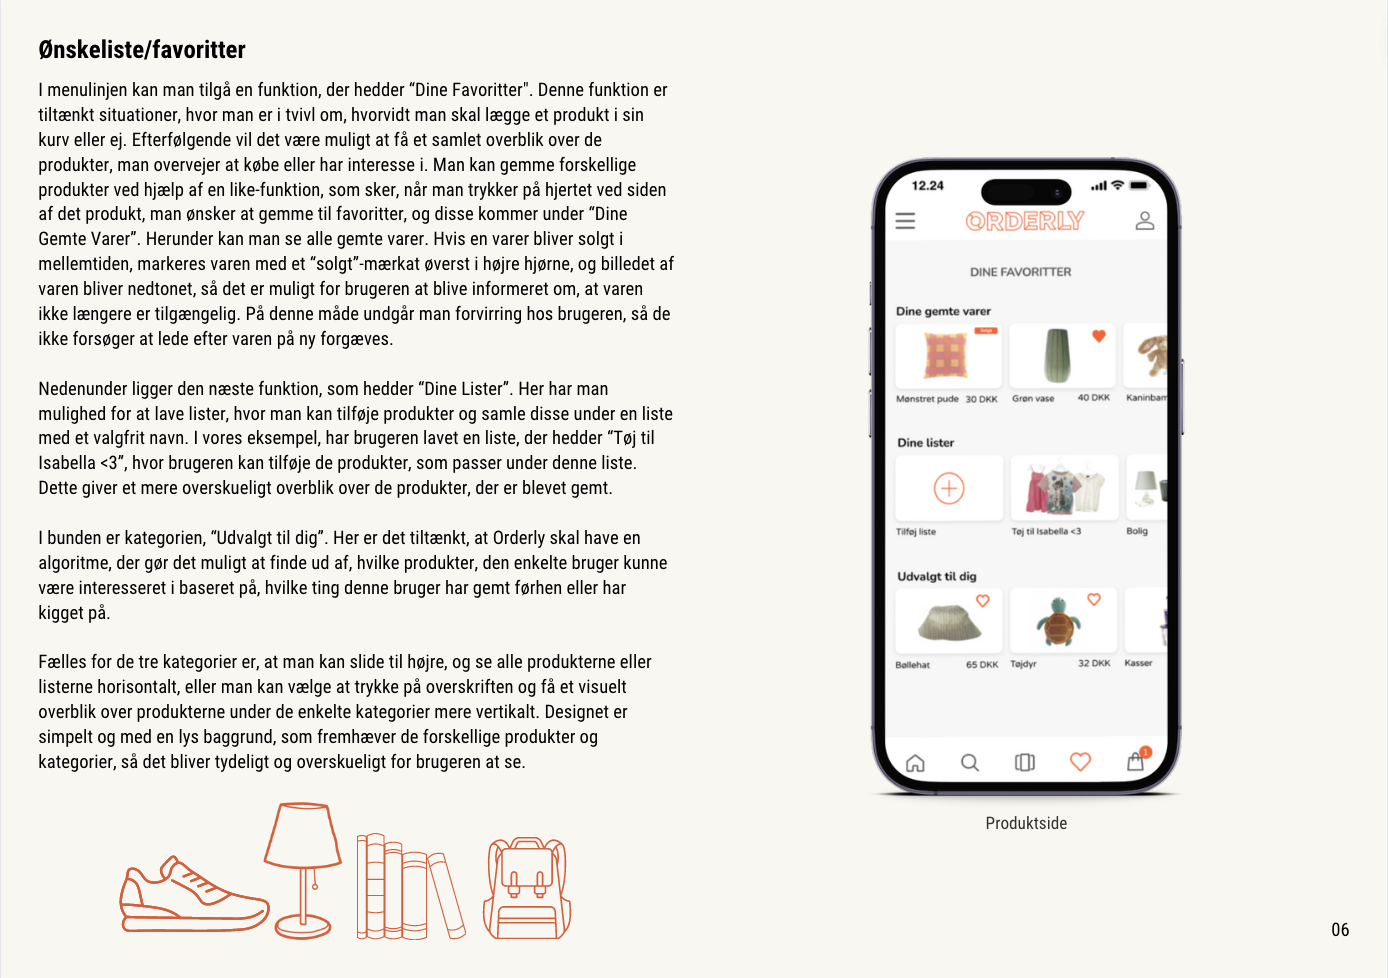 Ønskeliste/favoritter
I menulinjen kan man tilgå en funktion, der hedder “Dine Favoritter". Denne funktion er
tiltænkt situationer, hvor man er i tvivl om, hvorvidt man skal lægge et produkt i sin
kurv eller ej. Efterfølgende vil det være muligt at få et samlet overblik over de
produkter, man overvejer at købe eller har interesse i. Man kan gemme forskellige
produkter ved hjælp af en like-funktion, som sker, når man trykker på hjertet ved siden
af det produkt, man ønsker at gemme til favoritter, og disse kommer under “Dine
Gemte Varer”. Herunder kan man se alle gemte varer. Hvis en varer bliver solgt i
mellemtiden, markeres varen med et “solgt”-mærkat øverst i højre hjørne, og billedet af
varen bliver nedtonet, så det er muligt for brugeren at blive informeret om, at varen
ikke længere er tilgængelig. På denne måde undgår man forvirring hos brugeren, så de
ikke forsøger at lede efter varen på ny forgæves.
Nedenunder ligger den næste funktion, som hedder “Dine Lister”. Her har man
mulighed for at lave lister, hvor man kan tilføje produkter og samle disse under en liste
med et valgfrit navn. I vores eksempel, har brugeren lavet en liste, der hedder “Tøj til
Isabella <3”, hvor brugeren kan tilføje de produkter, som passer under denne liste.
Dette giver et mere overskueligt overblik over de produkter, der er blevet gemt.
I bunden er kategorien, “Udvalgt til dig”. Her er det tiltænkt, at Orderly skal have en
algoritme, der gør det muligt at finde ud af, hvilke produkter, den enkelte bruger kunne
være interesseret i baseret på, hvilke ting denne bruger har gemt førhen eller har
kigget på.
Fælles for de tre kategorier er, at man kan slide til højre, og se alle produkterne eller
listerne horisontalt, eller man kan vælge at trykke på overskriften og få et visuelt
overblik over produkterne under de enkelte kategorier mere vertikalt. Designet er
simpelt og med en lys baggrund, som fremhæver de forskellige produkter og
kategorier, så det bliver tydeligt og overskueligt for brugeren at se.
12.24
ORDERLY
DINE FAVORITTER
Dine gemte varer
Solgt
Mønstret pude 30 DKK Grøn vase 40 DKK Kaninbam
Dine lister
Tilføj liste Tøj til Isabella <3 Bolig
Udvalgt til dig
Bøllehat 65 DKK Tøjdyr 32 DKK Kasser
1
Produktside
06